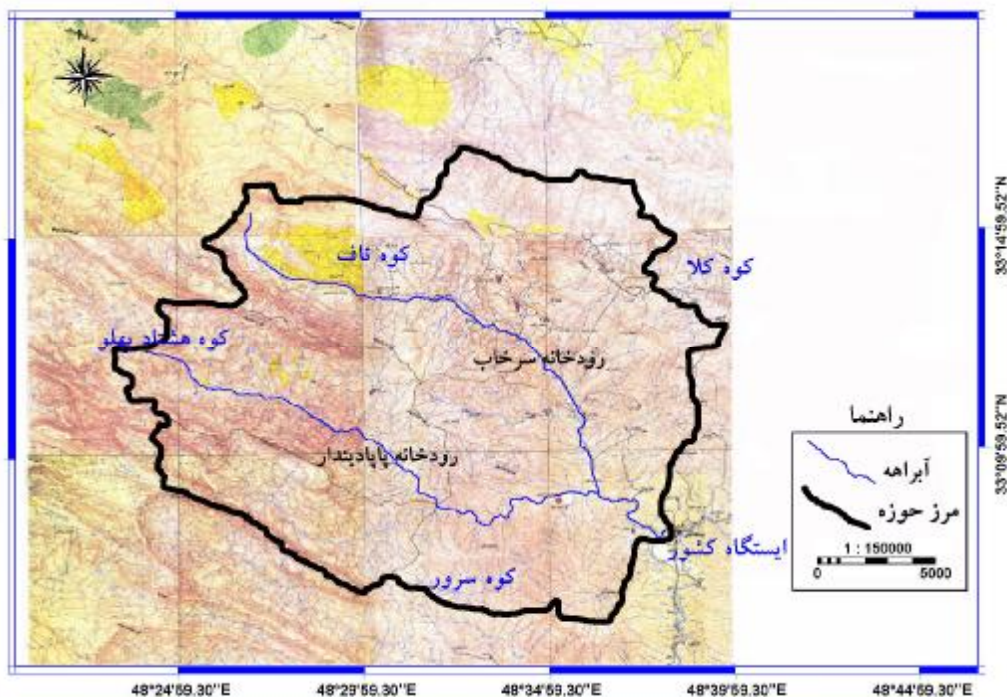 کوه تاف
کوه کلا
کوه هشتاد پهلو
رودخانه سرخاب
رودخانه پاپادیندار
ایستگاه کشور
کوه سرور
راهنما
آبراهه
مرز حوزه
1 : 150000
0 5000
33°14'59.52"N
33°09'59.52"N
48°24'59.30"E
48°29'59.30"E
48°34'59.30"E
48°39'59.30"E
48°44'59.30"E